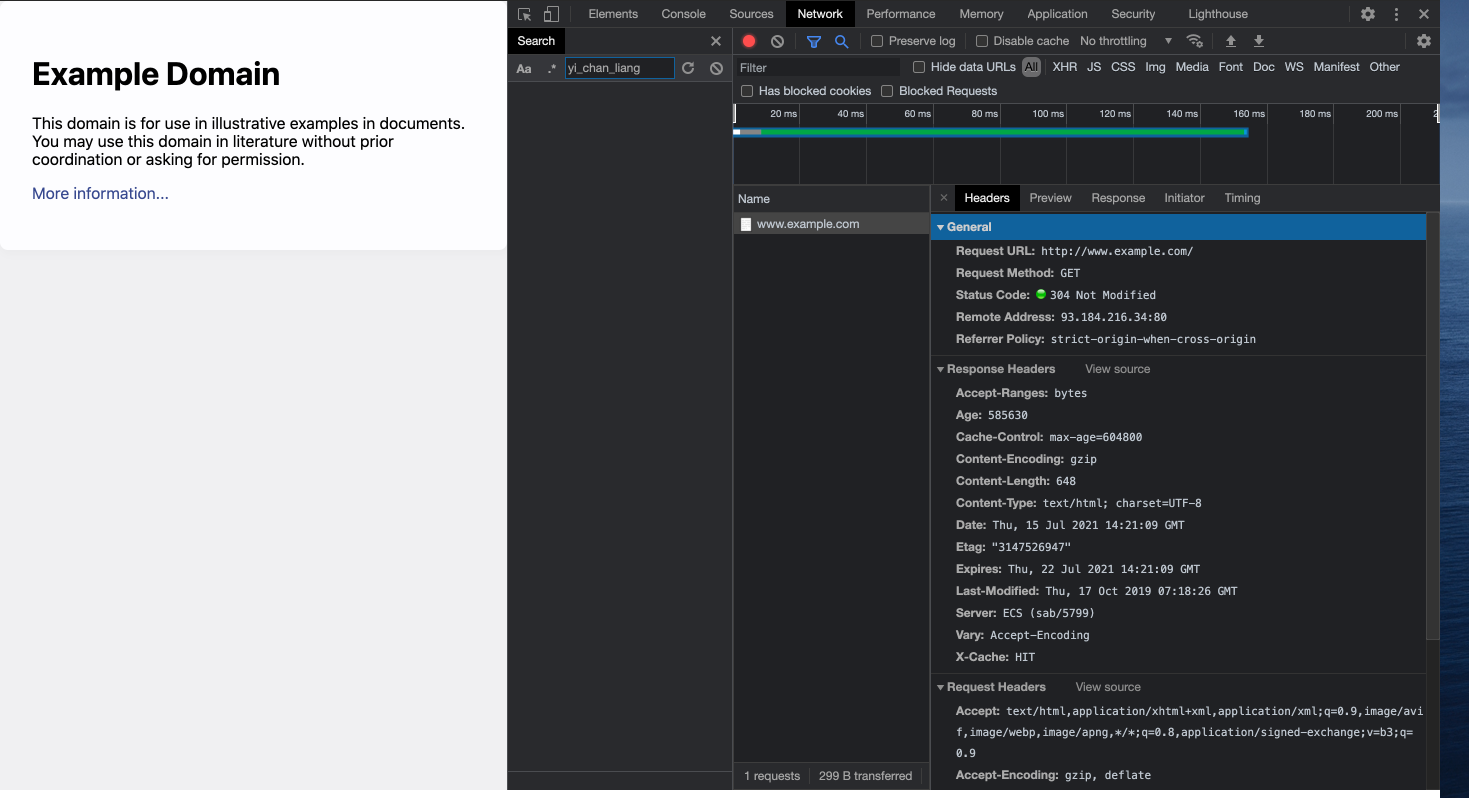 Example Domain
This domain is for use in illustrative examples in documents.
You may use this domain in literature without prior
coordination or asking for permission.
More information...
Elements Console Sources Network Performance Memory Application Security Lighthouse
Search
Aa .* yi_chan_liang
Preserve log Disable cache No throttling
Filter Hide data URLs All XHR JS CSS Img Media Font Doc WS Manifest Other
Has blocked cookies Blocked Requests
20 ms 40 ms 60 ms 80 ms 100 ms 120 ms 140 ms 160 ms 180 ms 200 ms
Name
www.example.com
1 requests 299 B transferred
× Headers Preview Response Initiator Timing
General
Request URL: http://www.example.com/
Request Method: GET
Status Code: 304 Not Modified
Remote Address: 93.184.216.34:80
Referrer Policy: strict-origin-when-cross-origin
Response Headers View source
Accept-Ranges: bytes
Age: 585630
Cache-Control: max-age=604800
Content-Encoding: gzip
Content-Length: 648
Content-Type: text/html; charset=UTF-8
Date: Thu, 15 Jul 2021 14:21:09 GMT
Etag: "3147526947"
Expires: Thu, 22 Jul 2021 14:21:09 GMT
Last-Modified: Thu, 17 Oct 2019 07:18:26 GMT
Server: ECS (sab/5799)
Vary: Accept-Encoding
X-Cache: HIT
Request Headers View source
Accept: text/html,application/xhtml+xml,application/xml;q=0.9,image/avi
f,image/webp,image/apng,*/*;q=0.8,application/signed-exchange;v=b3;q=
0.9
Accept-Encoding: gzip, deflate